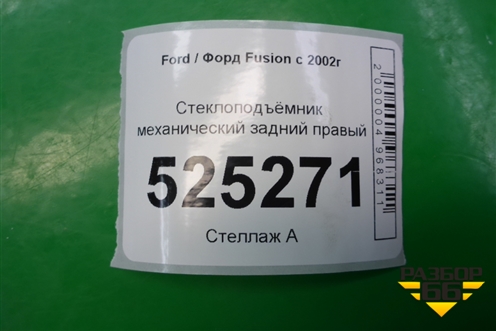 Ford / Форд Fusion с 2002г
Стеклоподъёмник
механический задний правый
525271
Стеллаж А
2000004968311
РАЗБОР
66